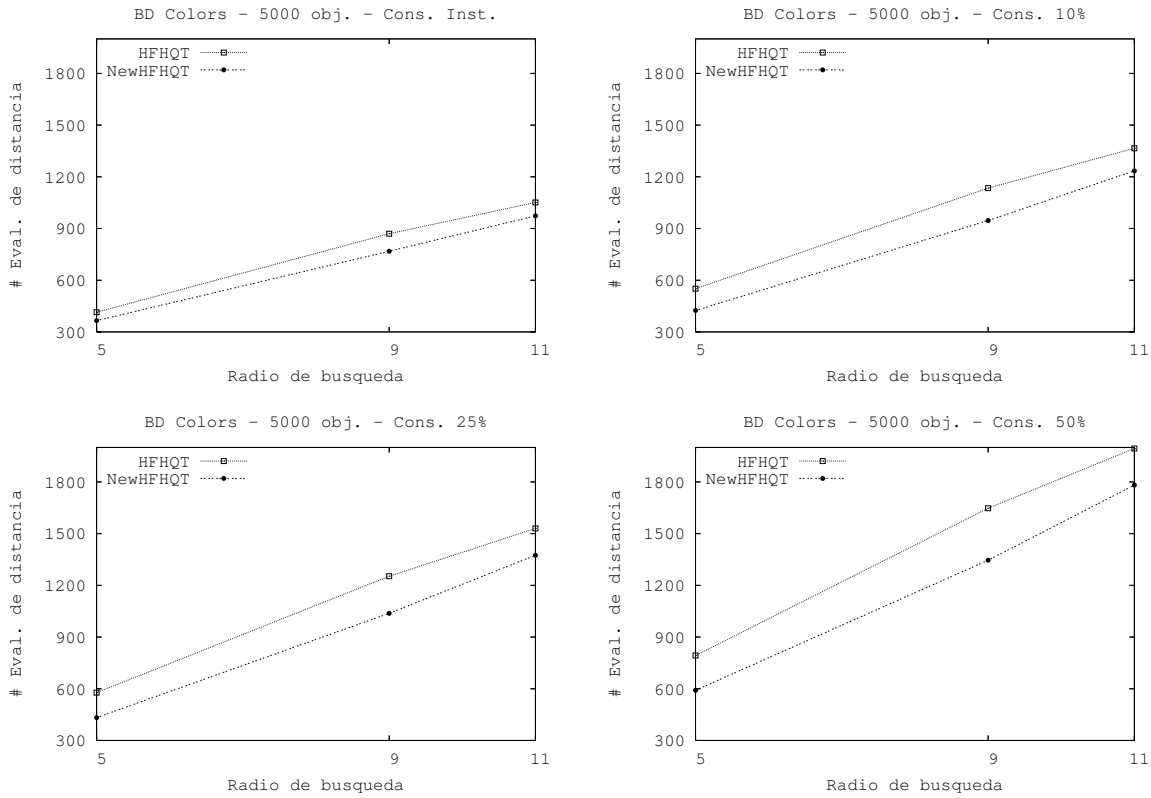 BD Colors - 5000 obj. - Cons. Inst.
HFHQT
NewHFHQT
1800
1500
1200
900
600
300
# Eval. de distancia
5 9 11
Radio de busqueda
BD Colors - 5000 obj. - Cons. 10%
HFHQT
NewHFHQT
1800
1500
1200
900
600
300
# Eval. de distancia
5 9 11
Radio de busqueda
BD Colors - 5000 obj. - Cons. 25%
HFHQT
NewHFHQT
1800
1500
1200
900
600
300
# Eval. de distancia
5 9 11
Radio de busqueda
BD Colors - 5000 obj. - Cons. 50%
HFHQT
NewHFHQT
1800
1500
1200
900
600
300
# Eval. de distancia
5 9 11
Radio de busqueda